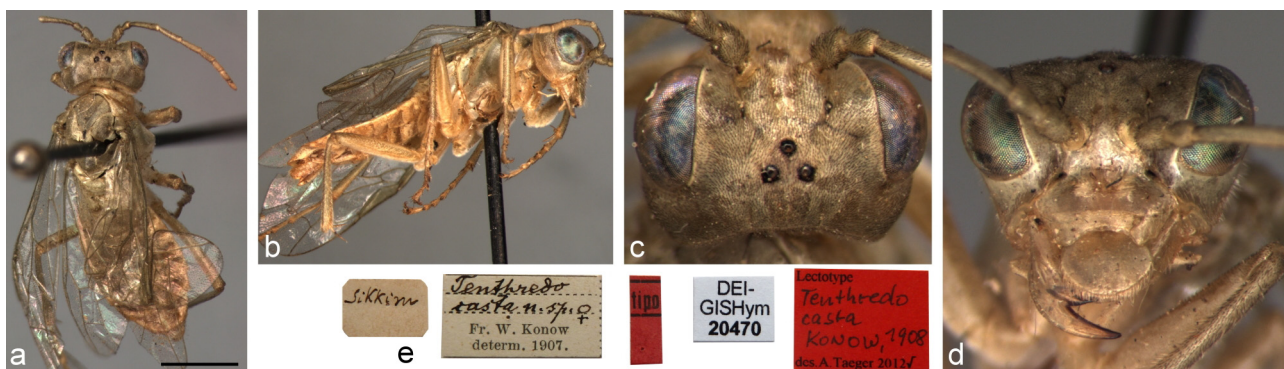 a
b
c
d
e
Sikkim
Tenthredo
casta n. sp. ♀
Fr. W. Konow
determ. 1907.
tipo
DEI-
GISHym
20470
Lectotype
Tenthredo
casta
KONOW, 1908
des. A. Taeger 2012